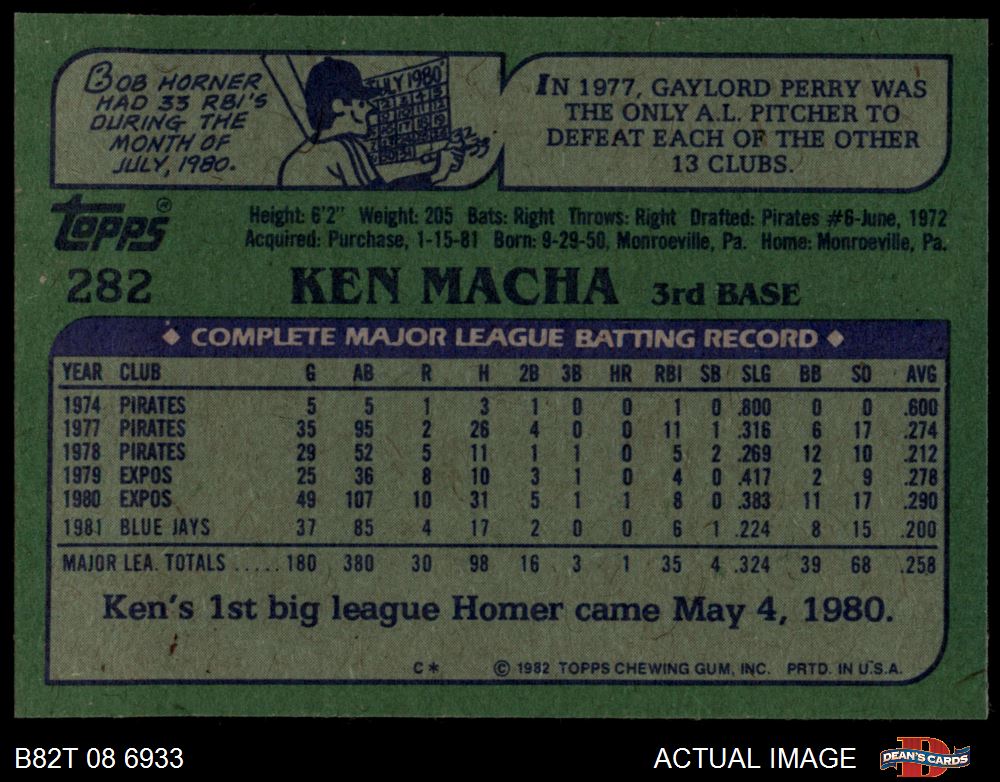 BOB HORNER
HAD 33 RBI'S
DURING THE
MONTH OF
JULY, 1980.
JULY 1980
32
33
IN 1977, GAYLORD PERRY WAS
THE ONLY A.L. PITCHER TO
DEFEAT EACH OF THE OTHER
13 CLUBS.
Topps®
Height: 6'2" Weight: 205 Bats: Right Throws: Right Drafted: Pirates #6-June, 1972
Acquired: Purchase, 1-15-81 Born: 9-29-50, Monroeville, Pa. Home: Monroeville, Pa.
282 KEN MACHA 3rd BASE
◆ COMPLETE MAJOR LEAGUE BATTING RECORD ◆
YEAR CLUB G AB R H 2B 3B HR RBI SB SLG BB SO AVG
1974 PIRATES 5 5 1 3 1 0 0 1 0 .800 0 0 .600
1977 PIRATES 35 95 2 26 4 0 0 11 1 .316 6 17 .274
1978 PIRATES 29 52 5 11 1 1 0 5 2 .269 12 10 .212
1979 EXPOS 25 36 8 10 3 1 0 4 0 .417 2 9 .278
1980 EXPOS 49 107 10 31 5 1 1 8 0 .383 11 17 .290
1981 BLUE JAYS 37 85 4 17 2 0 0 6 1 .224 8 15 .200
MAJOR LEA. TOTALS ..... 180 380 30 98 16 3 1 35 4 .324 39 68 .258
Ken's 1st big league Homer came May 4, 1980.
C* © 1982 TOPPS CHEWING GUM, INC. PRTD. IN U.S.A.
B82T 08 6933 ACTUAL IMAGE DEAN'S CARDS